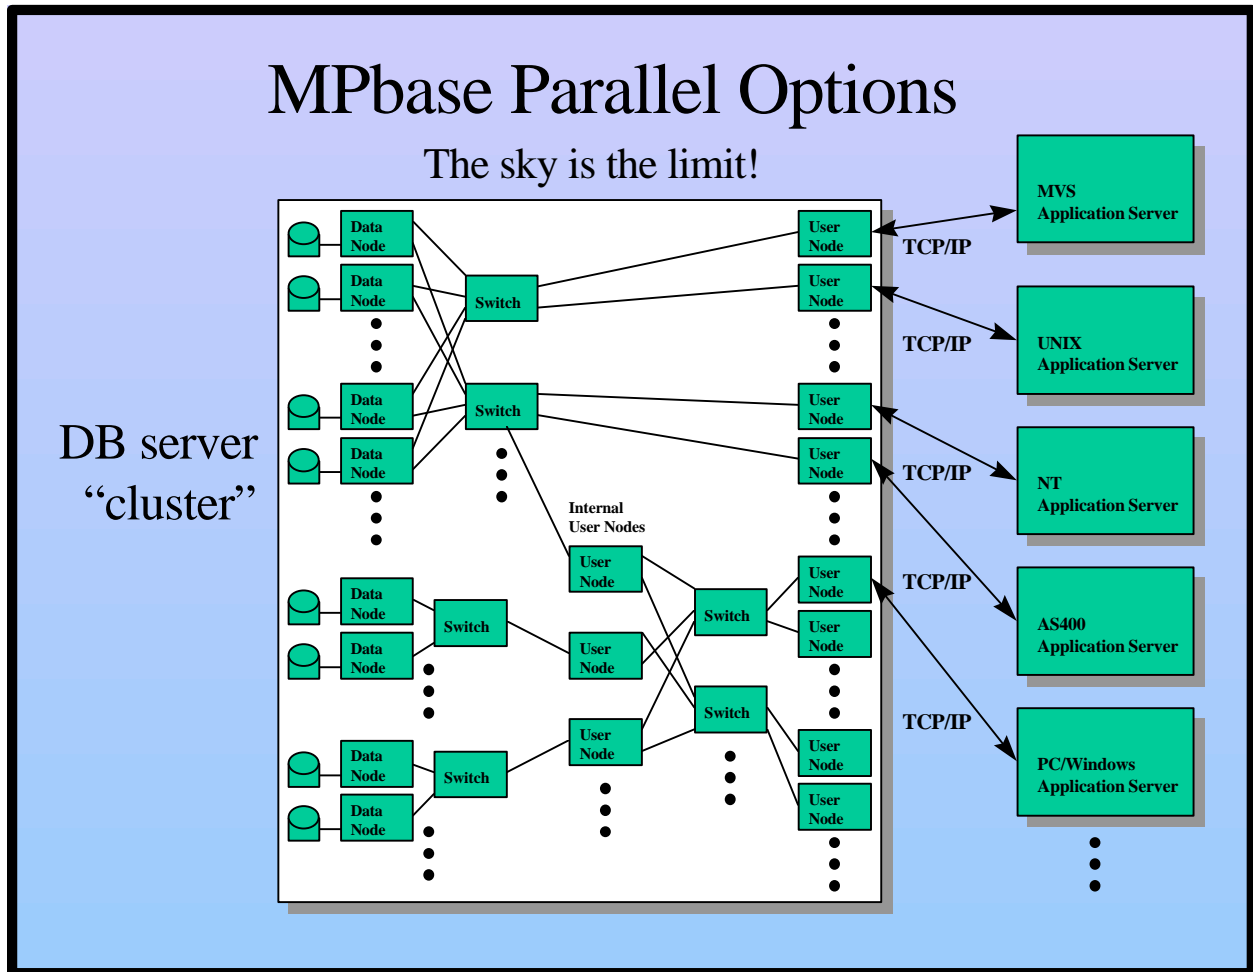 MPbase Parallel Options
The sky is the limit!
DB server
“cluster”
Data
Node
Data
Node
Data
Node
Data
Node
Data
Node
Data
Node
Data
Node
Data
Node
Switch
Switch
Switch
Switch
Internal
User Nodes
User
Node
User
Node
User
Node
Switch
Switch
User
Node
User
Node
User
Node
User
Node
User
Node
User
Node
User
Node
User
Node
TCP/IP
TCP/IP
TCP/IP
TCP/IP
TCP/IP
MVS
Application Server
UNIX
Application Server
NT
Application Server
AS400
Application Server
PC/Windows
Application Server